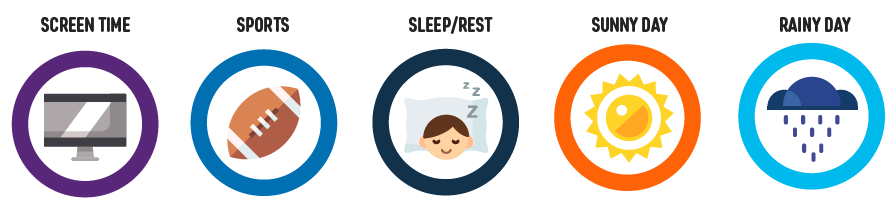 SCREEN TIME
SPORTS
SLEEP/REST
SUNNY DAY
RAINY DAY
z
z
Z